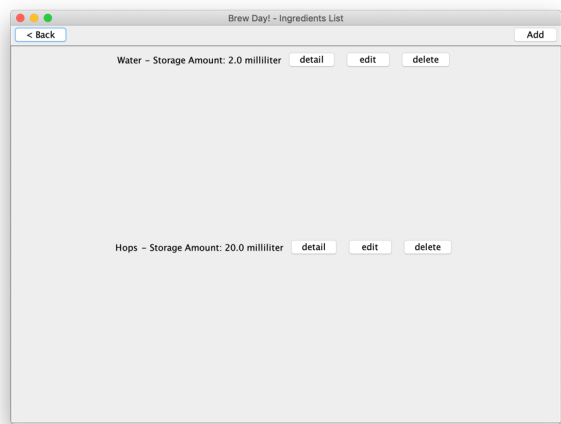 Brew Day! - Ingredients List
< Back Add
Water – Storage Amount: 2.0 milliliter detail edit delete
Hops – Storage Amount: 20.0 milliliter detail edit delete